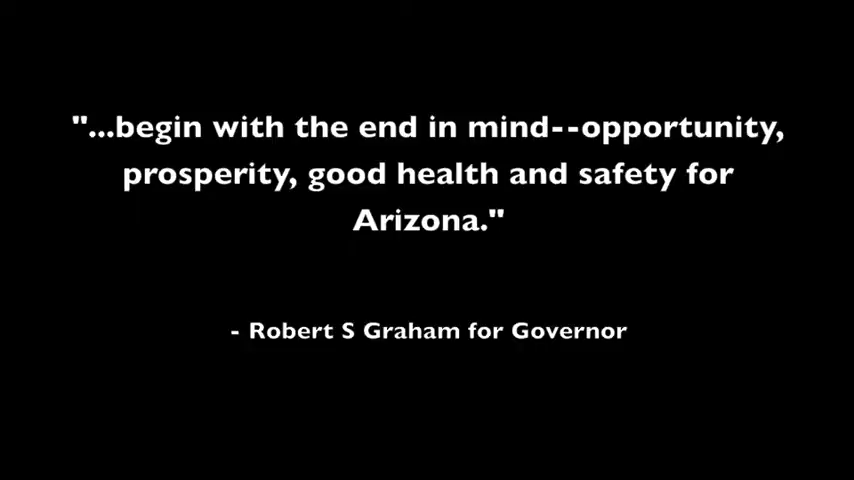 "...begin with the end in mind--opportunity,
prosperity, good health and safety for
Arizona."
- Robert S Graham for Governor